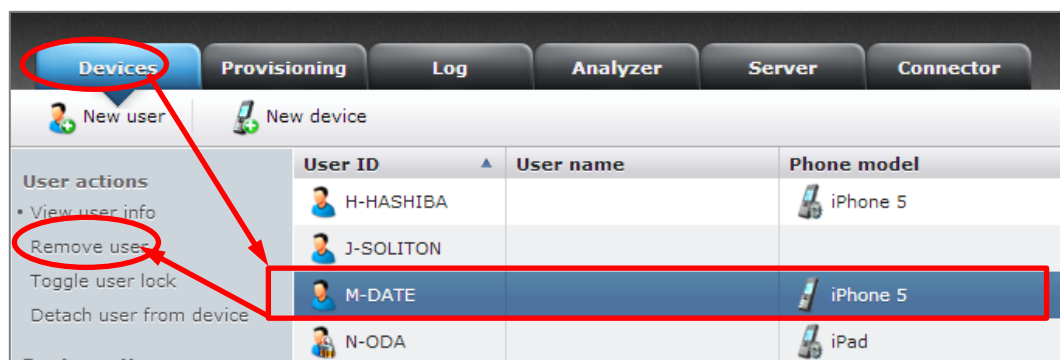 Devices Provisioning Log Analyzer Server Connector
New user New device
User actions
• View user info
Remove user
Toggle user lock
Detach user from device
User ID User name Phone model
H-HASHIBA iPhone 5
J-SOLITON
M-DATE iPhone 5
N-ODA iPad